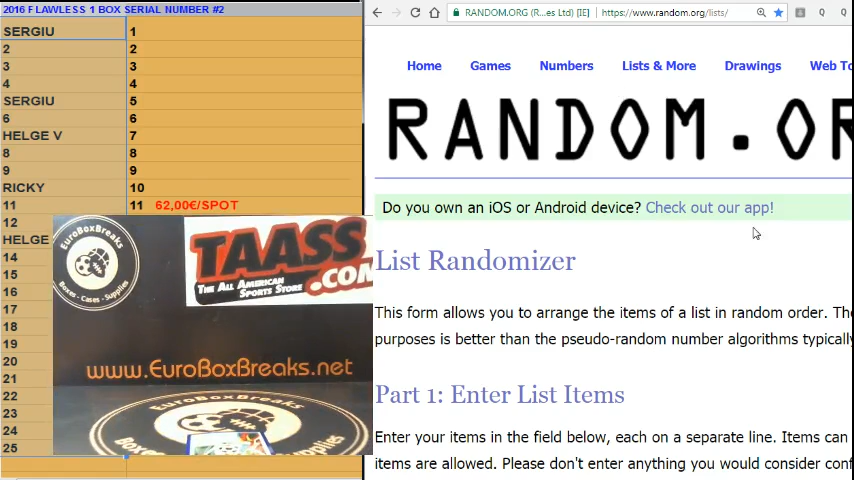 2016 FLAWLESS 1 BOX SERIAL NUMBER #2
SERGIU 1
2 2
3 3
4 4
SERGIU 5
6 6
HELGE V 7
8 8
9 9
RICKY 10
11 11 62,00€/SPOT
12
HELGE
14
15
16
17
18
19
20
21
22
23
24
25
EuroBoxBreaks
Boxes - Cases - Supplies
TAASS
.COM
THE ALL AMERICAN
SPORTS STORE
www.EuroBoxBreaks.net
EuroBoxBreaks
RANDOM.ORG (R...es Ltd) [IE] https://www.random.org/lists/
Home Games Numbers Lists & More Drawings Web To
RANDOM.OR
Do you own an iOS or Android device? Check out our app!
List Randomizer
This form allows you to arrange the items of a list in random order. The
purposes is better than the pseudo-random number algorithms typically
Part 1: Enter List Items
Enter your items in the field below, each on a separate line. Items can
items are allowed. Please don't enter anything you would consider conf